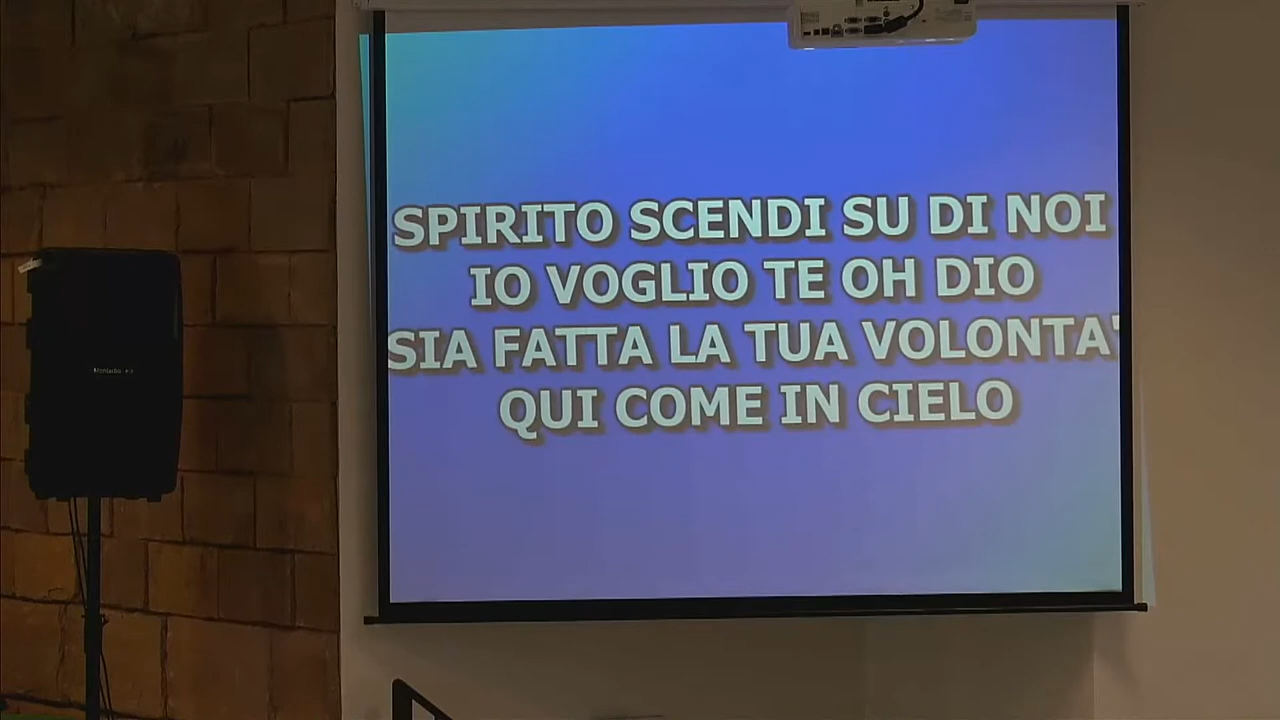 SPIRITO SCENDI SU DI NOI
IO VOGLIO TE OH DIO
SIA FATTA LA TUA VOLONTA'
QUI COME IN CIELO